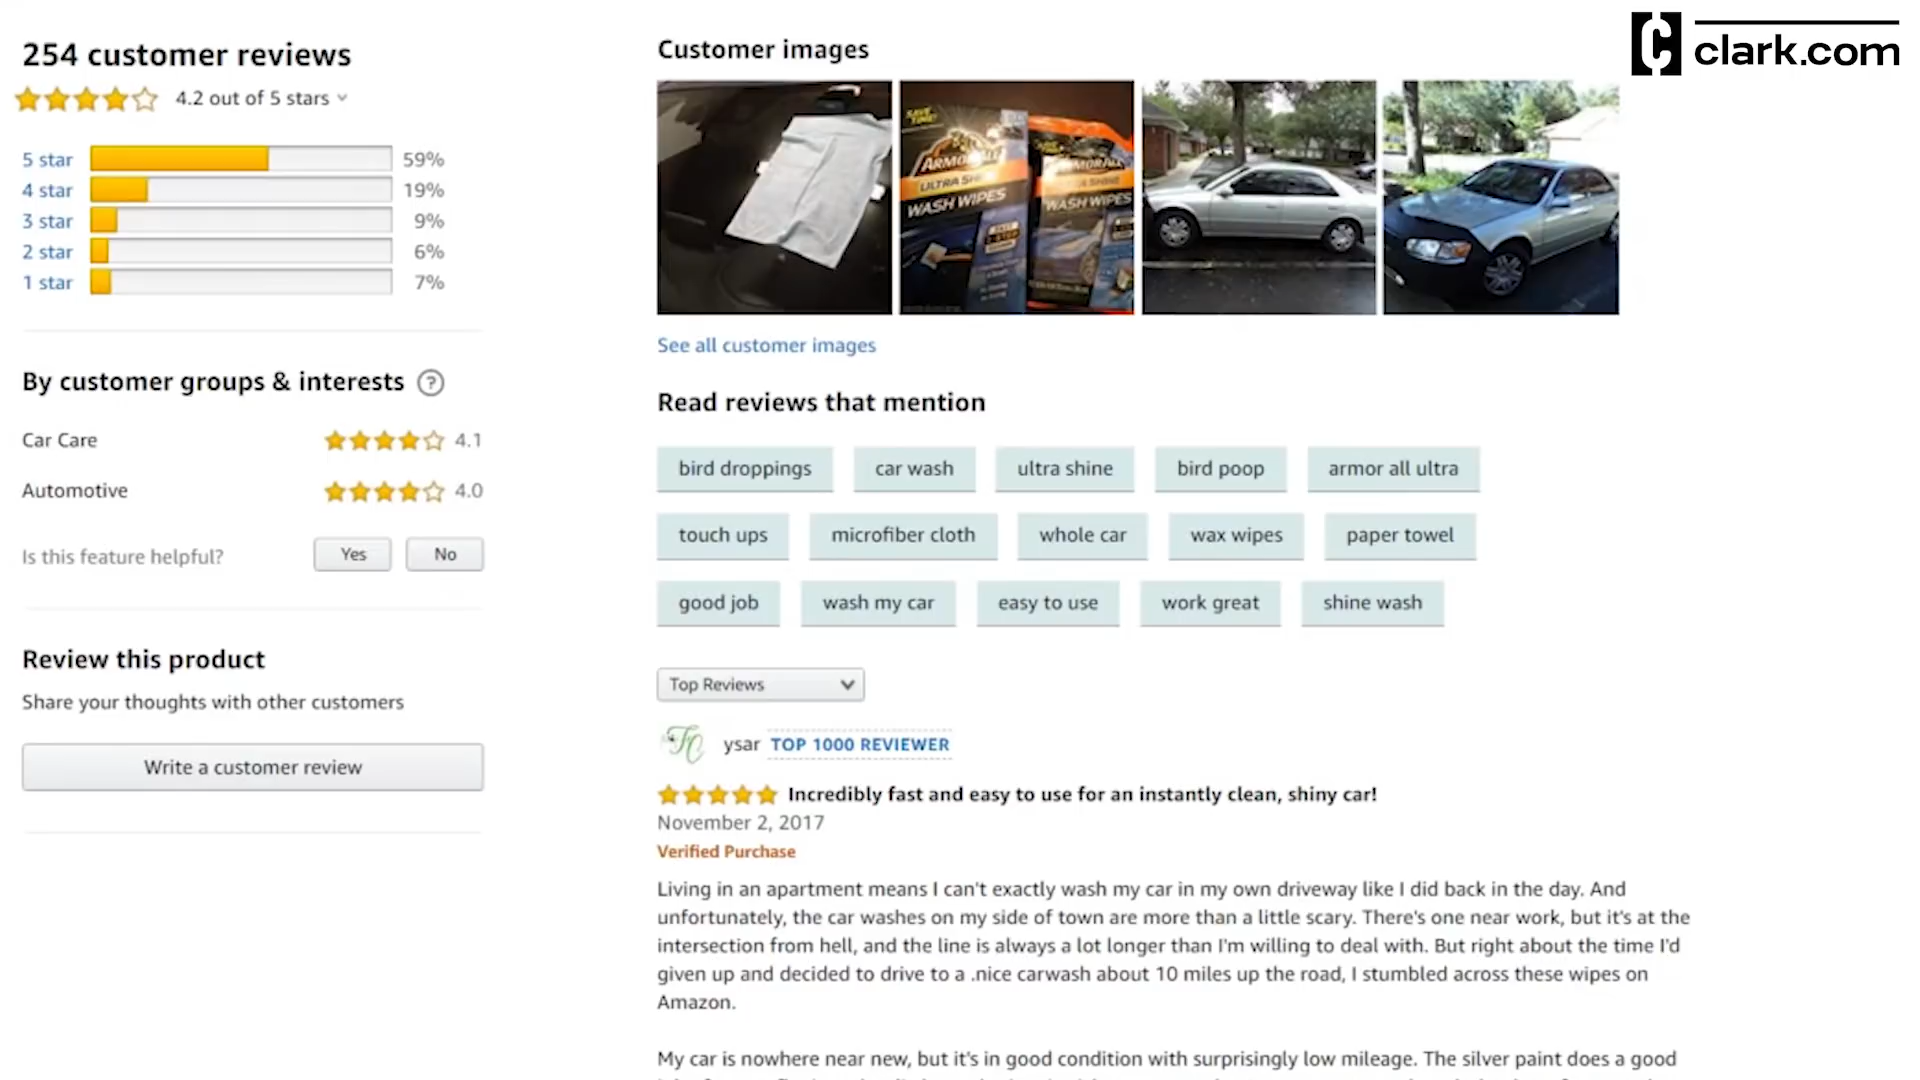 clark.com
254 customer reviews
4.2 out of 5 stars
5 star 59%
4 star 19%
3 star 9%
2 star 6%
1 star 7%
By customer groups & interests ?
Car Care 4.1
Automotive 4.0
Is this feature helpful? Yes No
Review this product
Share your thoughts with other customers
Write a customer review
Customer images
SAVE TIME!
ARMOR ALL
ULTRA SHINE
WASH WIPES
WASH WIPES
See all customer images
Read reviews that mention
bird droppings car wash ultra shine bird poop armor all ultra
touch ups microfiber cloth whole car wax wipes paper towel
good job wash my car easy to use work great shine wash
Top Reviews
ysar TOP 1000 REVIEWER
Incredibly fast and easy to use for an instantly clean, shiny car!
November 2, 2017
Verified Purchase
Living in an apartment means I can't exactly wash my car in my own driveway like I did back in the day. And
unfortunately, the car washes on my side of town are more than a little scary. There's one near work, but it's at the
intersection from hell, and the line is always a lot longer than I'm willing to deal with. But right about the time I'd
given up and decided to drive to a .nice carwash about 10 miles up the road, I stumbled across these wipes on
Amazon.
My car is nowhere near new, but it's in good condition with surprisingly low mileage. The silver paint does a good